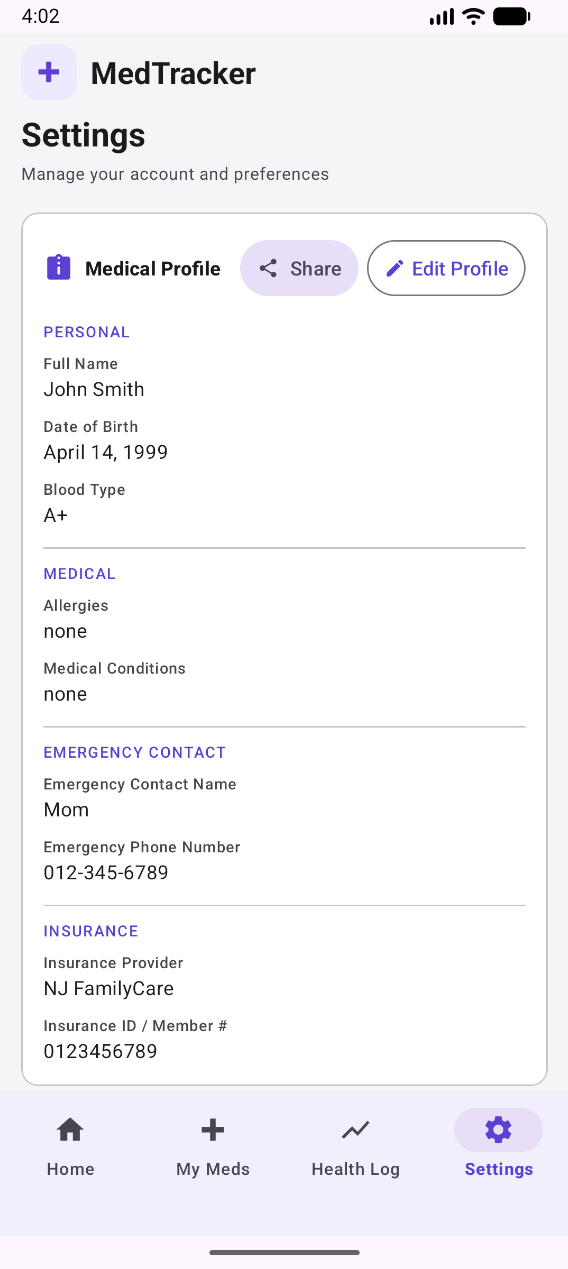 4:02
MedTracker
Settings
Manage your account and preferences
Medical Profile Share Edit Profile
PERSONAL
Full Name
John Smith
Date of Birth
April 14, 1999
Blood Type
A+
MEDICAL
Allergies
none
Medical Conditions
none
EMERGENCY CONTACT
Emergency Contact Name
Mom
Emergency Phone Number
012-345-6789
INSURANCE
Insurance Provider
NJ FamilyCare
Insurance ID / Member #
0123456789
Home My Meds Health Log Settings